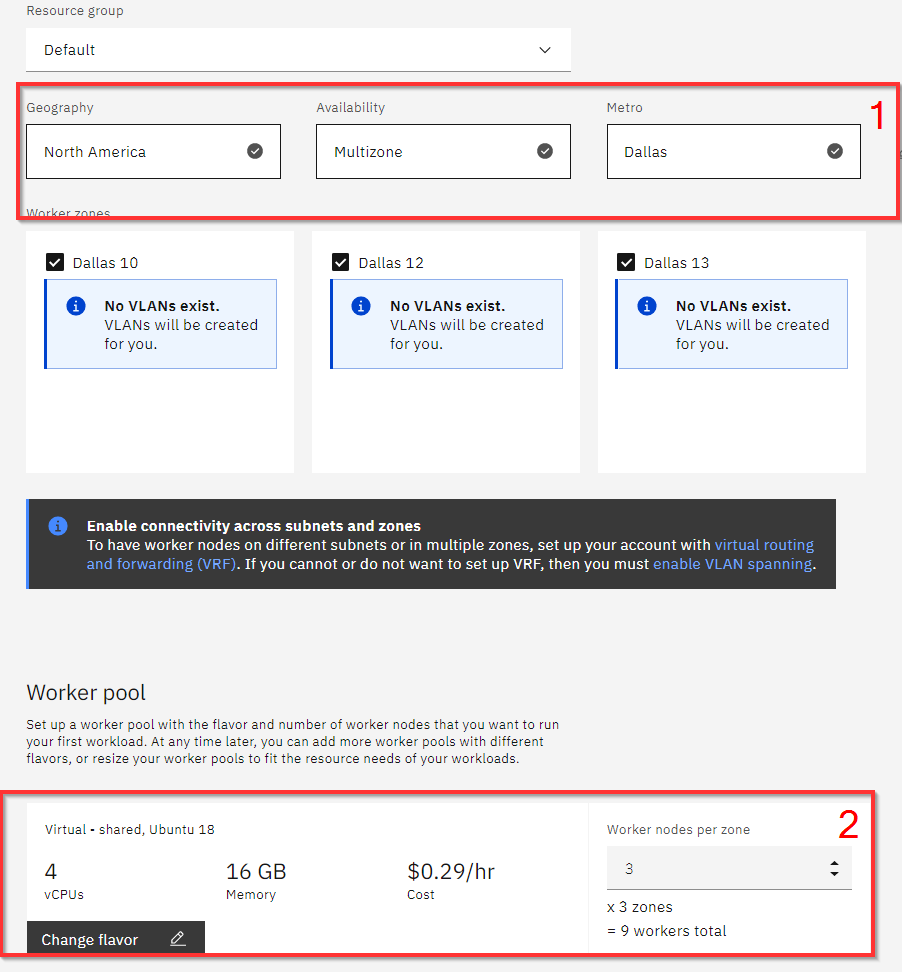 Resource group
Default
Geography
Availability
Metro
1
North America
Multizone
Dallas
Worker zones
Dallas 10
No VLANs exist.
VLANs will be created
for you.
Dallas 12
No VLANs exist.
VLANs will be created
for you.
Dallas 13
No VLANs exist.
VLANs will be created
for you.
Enable connectivity across subnets and zones
To have worker nodes on different subnets or in multiple zones, set up your account with virtual routing
and forwarding (VRF). If you cannot or do not want to set up VRF, then you must enable VLAN spanning.
Worker pool
Set up a worker pool with the flavor and number of worker nodes that you want to run
your first workload. At any time later, you can add more worker pools with different
flavors, or resize your worker pools to fit the resource needs of your workloads.
Virtual - shared, Ubuntu 18
4
vCPUs
16 GB
Memory
$0.29/hr
Cost
Change flavor
2
Worker nodes per zone
3
x 3 zones
= 9 workers total